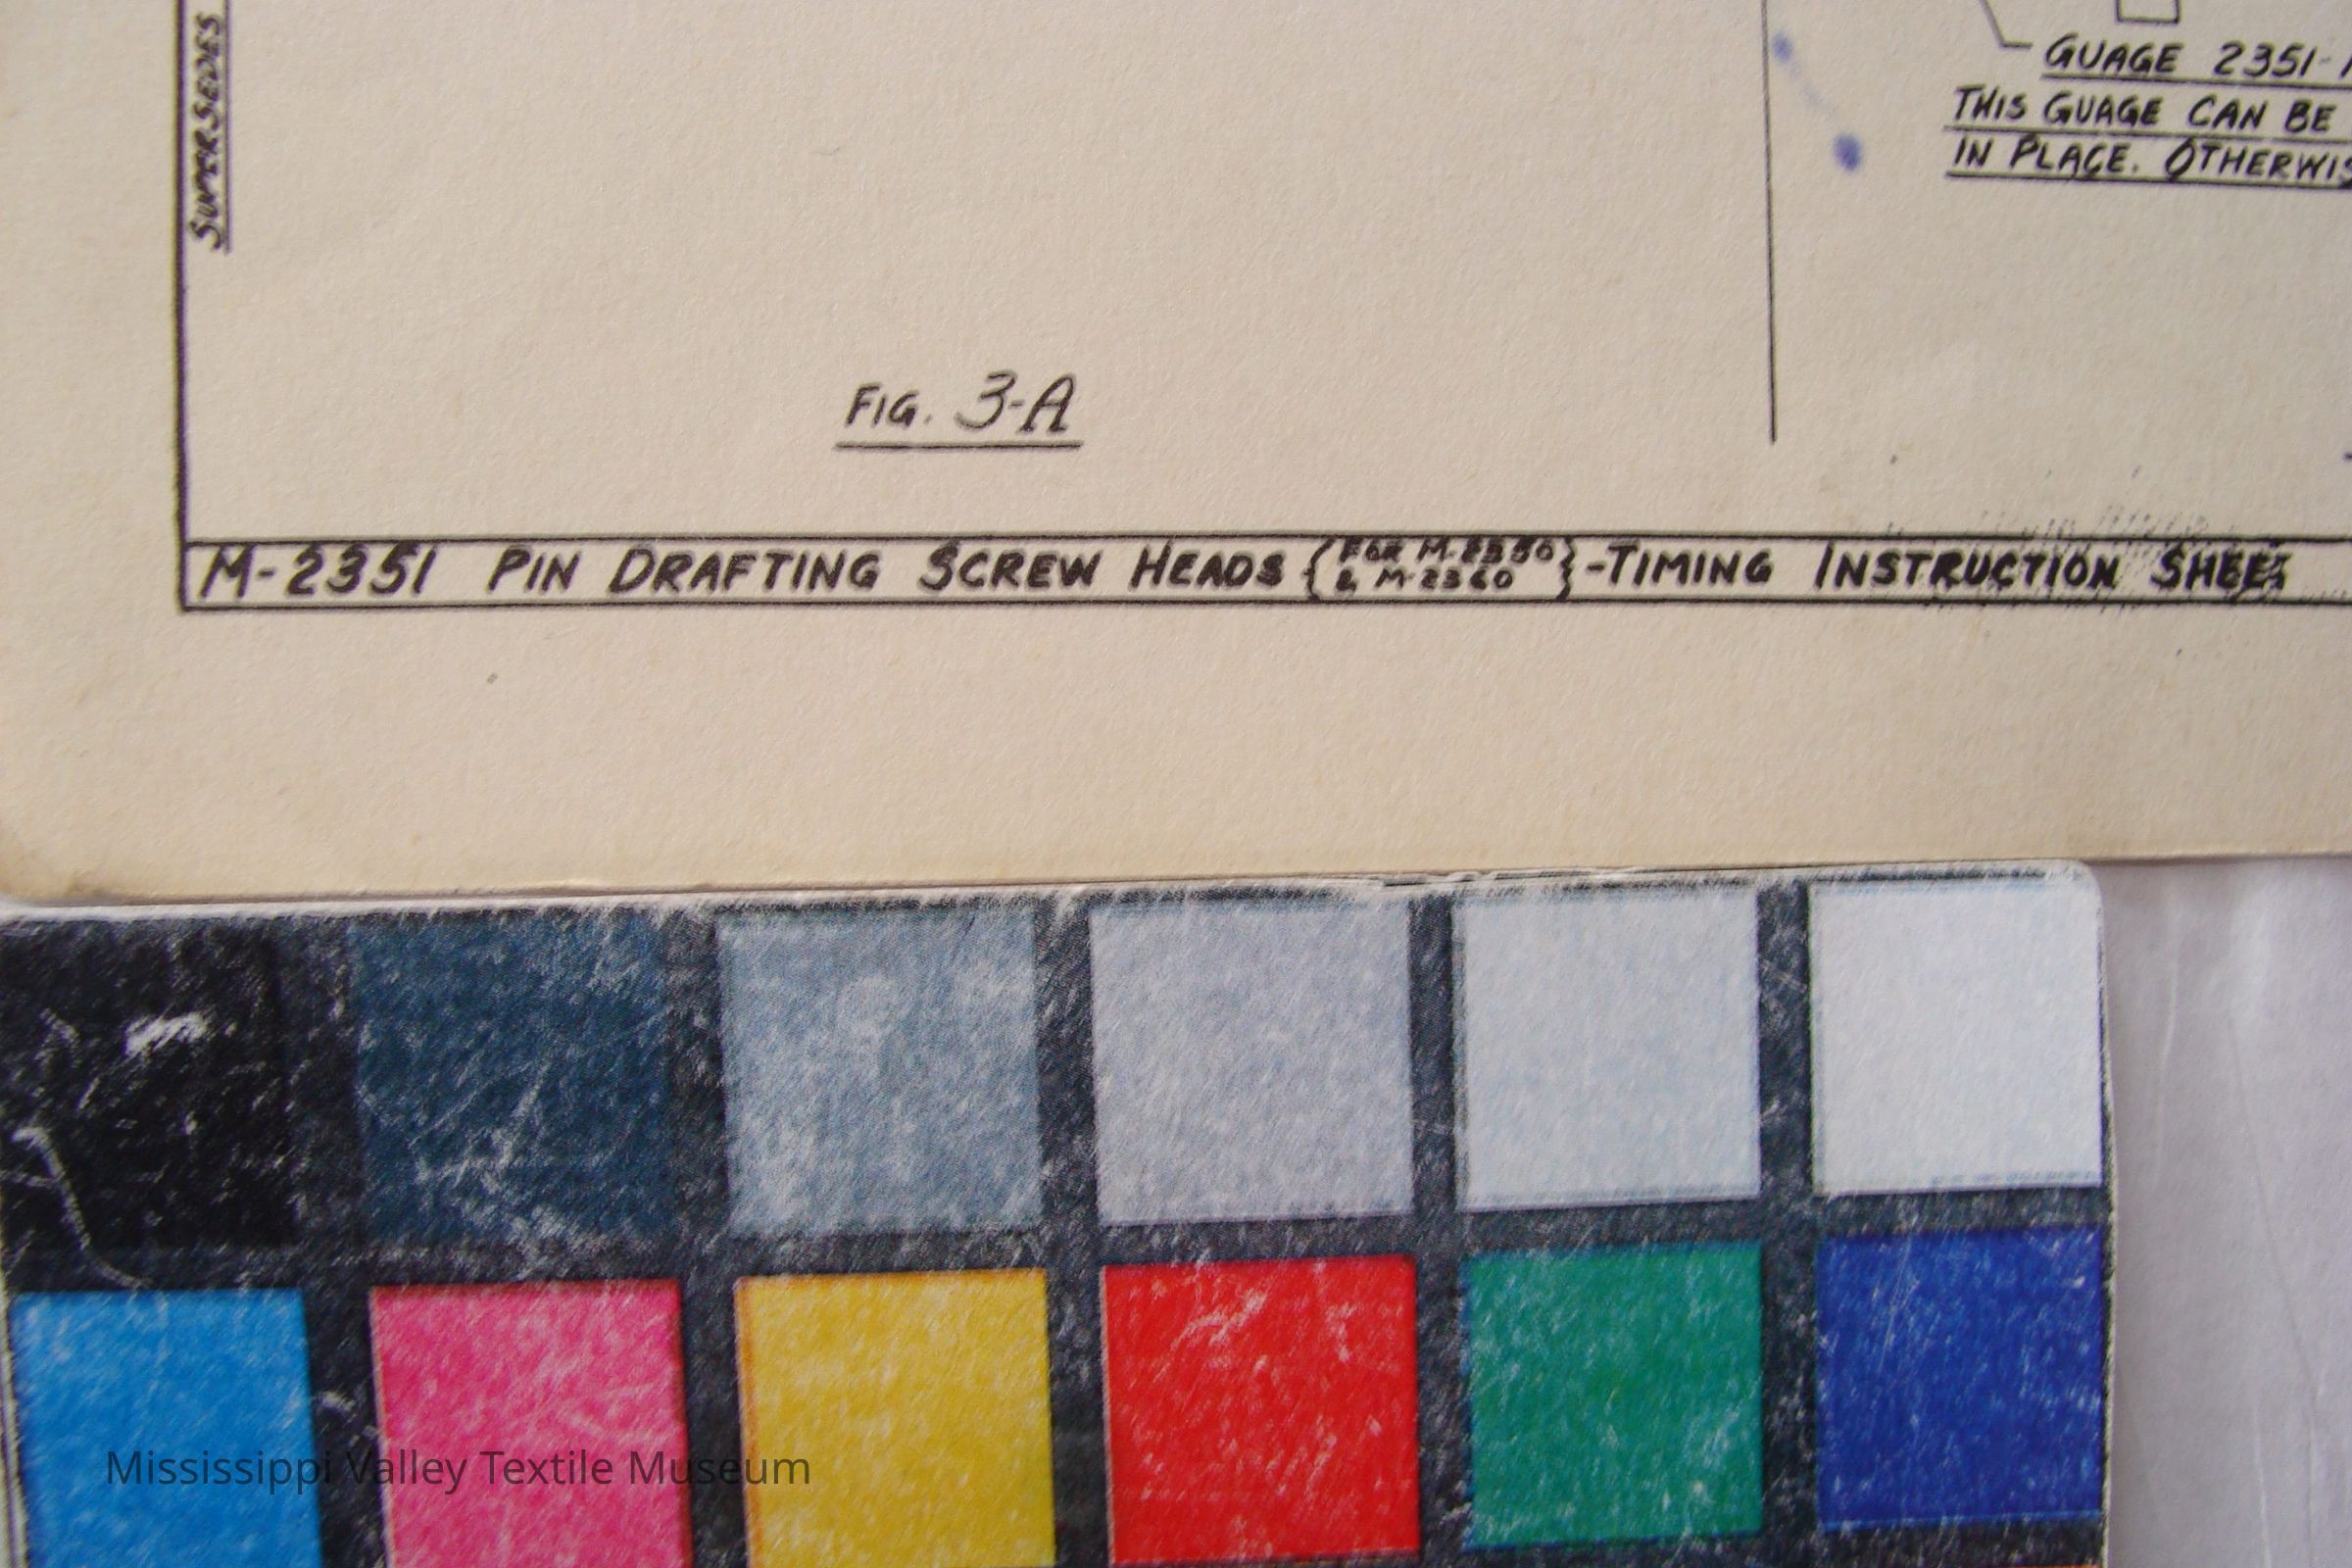 SUPERSEDES
GUAGE 2351-1
THIS GUAGE CAN BE
IN PLACE. OTHERWIS
FIG. 3-A
M-2351 PIN DRAFTING SCREW HEADS {FOR M-2350 & M-2360} -TIMING INSTRUCTION SHEET
Mississippi Valley Textile Museum